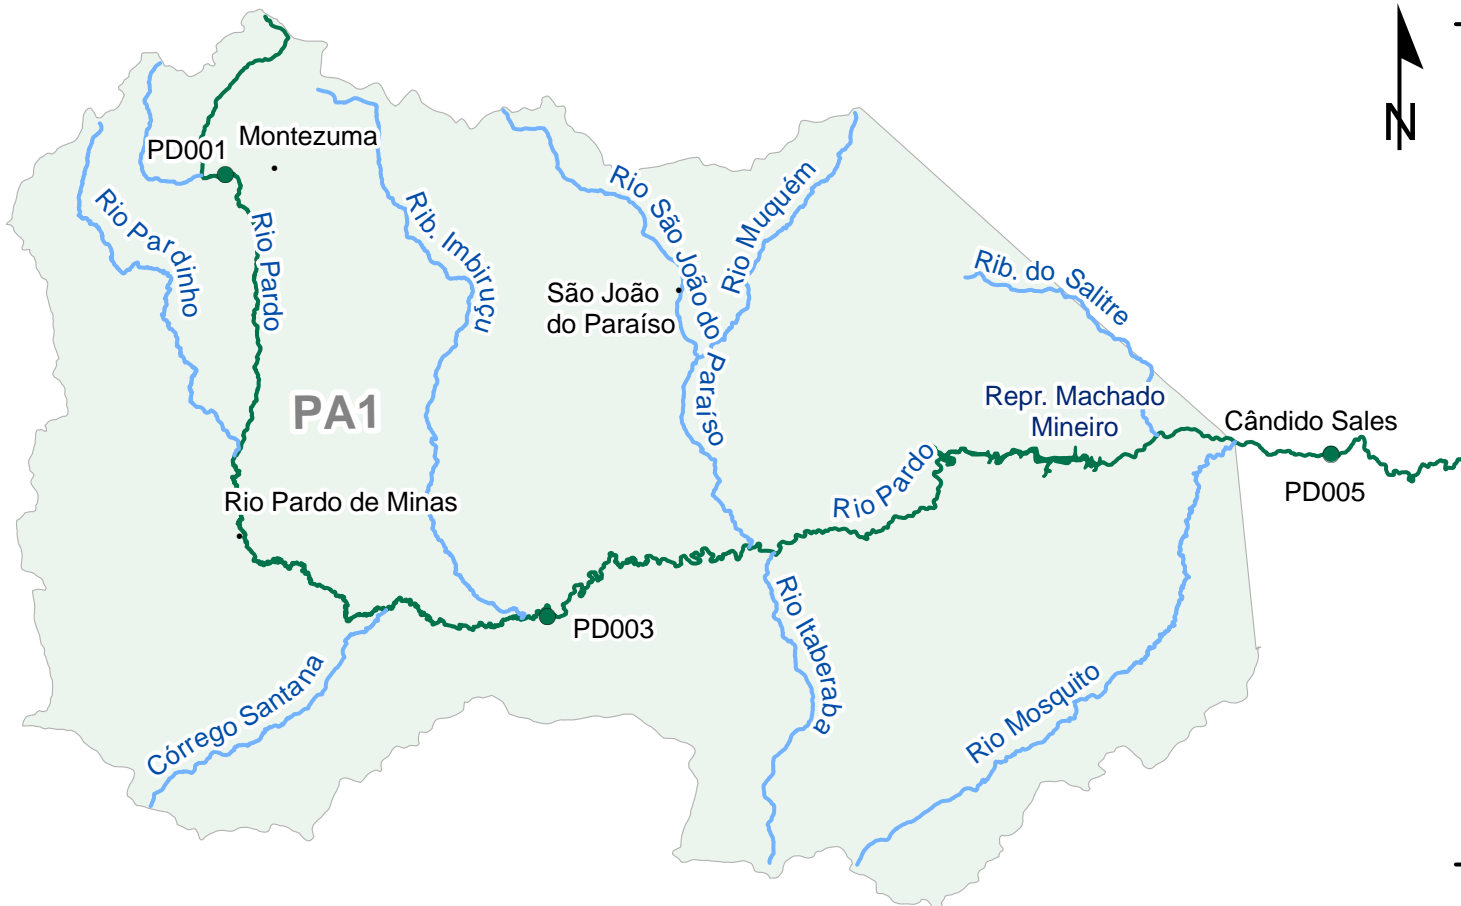 N
PD001
Montezuma
Rio Pardinho
Rio Pardo
Rib. Imbiruçu
Rio São João do Paraíso
Rio Muquém
São João
do Paraíso
Rib. do Salitre
PA1
Repr. Machado
Mineiro
Cândido Sales
PD005
Rio Pardo
Rio Pardo de Minas
PD003
Rio Itaberaba
Córrego Santana
Rio Mosquito